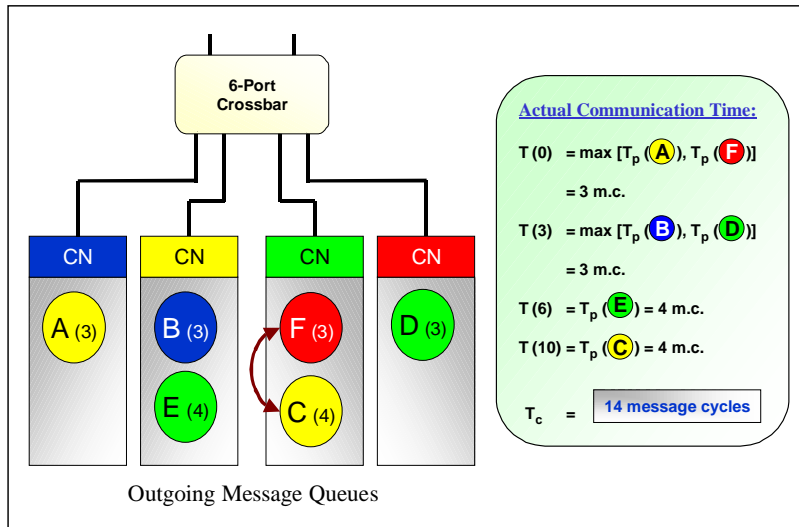 6-Port
Crossbar
CN
CN
CN
CN
A (3)
B (3)
F (3)
D (3)
E (4)
C (4)
Outgoing Message Queues
Actual Communication Time:
T (0) = max [Tp (A), Tp (F)]
= 3 m.c.
T (3) = max [Tp (B), Tp (D)]
= 3 m.c.
T (6) = Tp (E) = 4 m.c.
T (10) = Tp (C) = 4 m.c.
Tc = 14 message cycles